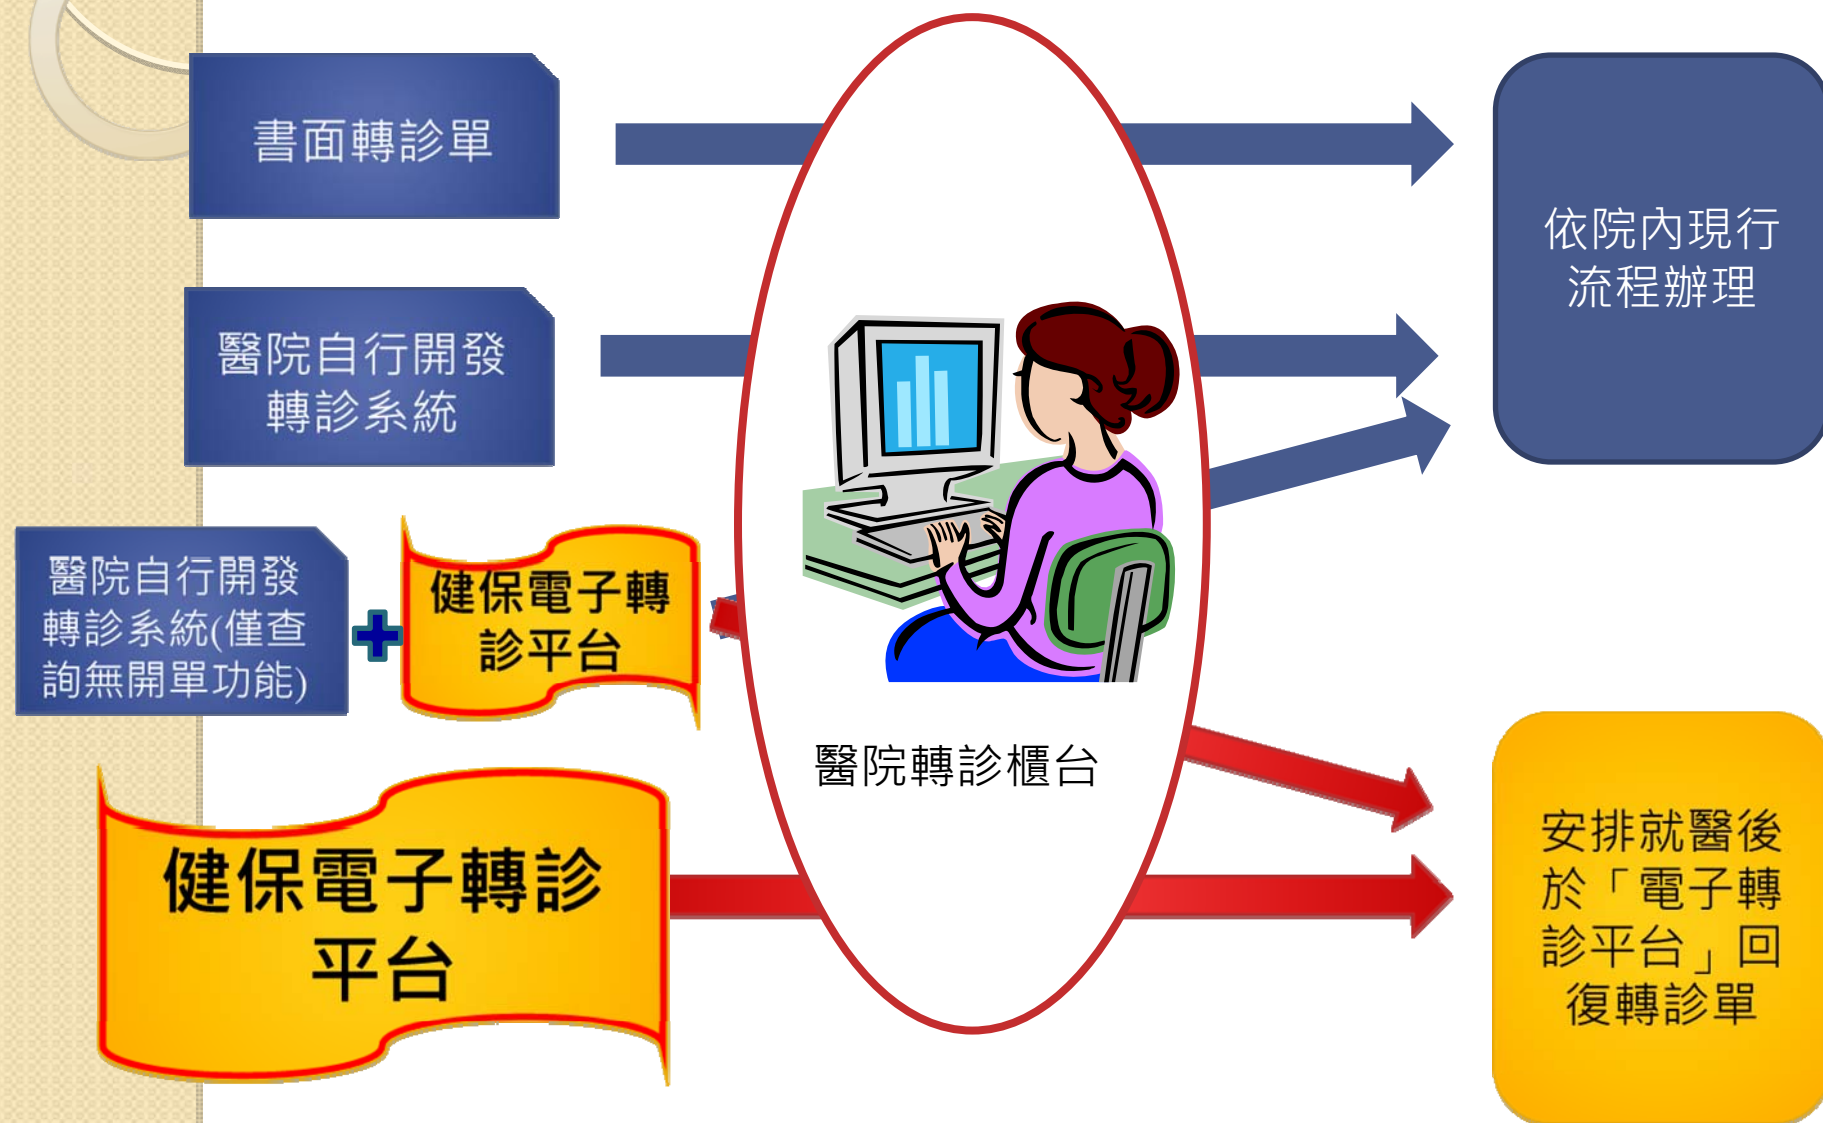 書面轉診單
醫院自行開發
轉診系統
醫院自行開發
轉診系統(僅查
詢無開單功能)
健保電子轉
診平台
健保電子轉診
平台
醫院轉診櫃台
依院內現行
流程辦理
安排就醫後
於「電子轉
診平台」回
復轉診單